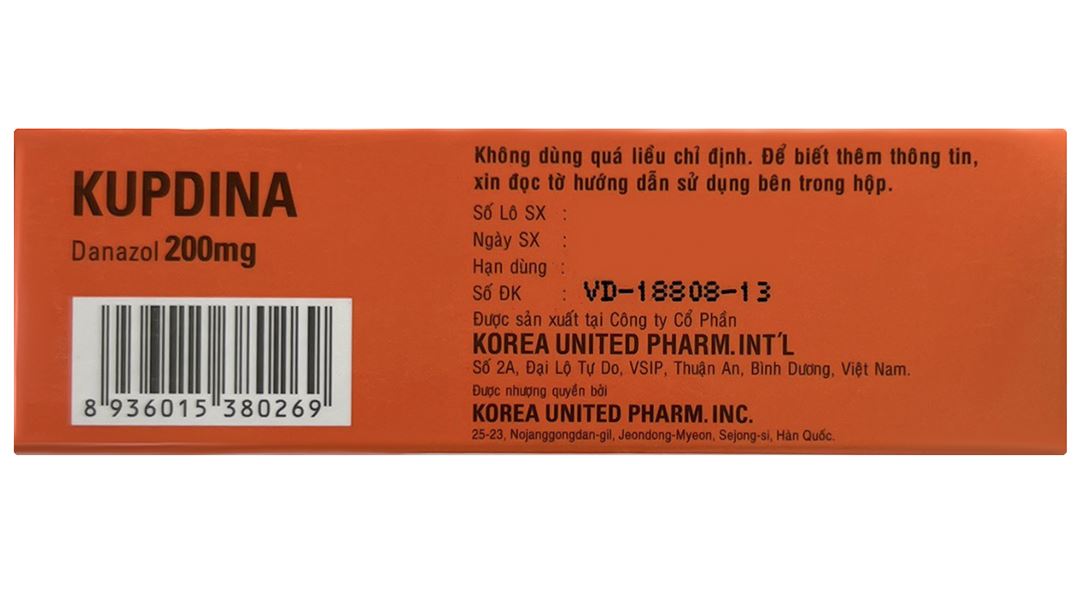 KUPDINA
Danazol 200mg
8 936015 380269
Không dùng quá liều chỉ định. Để biết thêm thông tin,
xin đọc tờ hướng dẫn sử dụng bên trong hộp.
Số Lô SX :
Ngày SX :
Hạn dùng :
Số ĐK : VD-18808-13
Được sản xuất tại Công ty Cổ Phần
KOREA UNITED PHARM.INT'L
Số 2A, Đại Lộ Tự Do, VSIP, Thuận An, Bình Dương, Việt Nam.
Được nhượng quyền bởi
KOREA UNITED PHARM. INC.
25-23, Nojanggongdan-gil, Jeondong-Myeon, Sejong-si, Hàn Quốc.